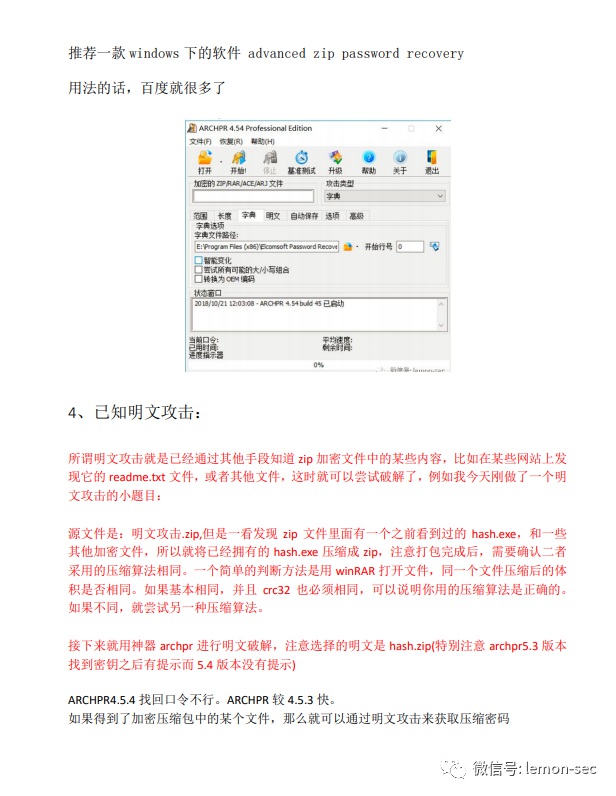 推荐一款 windows 下的软件 advanced zip password recovery
用法的话，百度就很多了
ARCHPR 4.54 Professional Edition
文件(F) 恢复(R) 帮助(H)
打开 开始! 停止 基准测试 升级 帮助 关于 退出
加密的 ZIP/RAR/ACE/ARJ 文件 攻击类型
字典
范围 长度 字典 明文 自动保存 选项 高级
字典选项
字典文件路径:
E:\Program Files (x86)\Elcomsoft Password Recove 开始行号 0
智能变化
尝试所有可能的大/小写组合
转换为 OEM 编码
状态窗口
2018/10/21 12:03:08 - ARCHPR 4.54 build 45 已启动
当前口令: 平均速度:
已用时间: 剩余时间:
进度指示器
0%
微信号: lemon-sec
4、已知明文攻击：
所谓明文攻击就是已经通过其他手段知道 zip 加密文件中的某些内容，比如在某些网站上发
现它的 readme.txt 文件，或者其他文件，这时就可以尝试破解了，例如我今天刚做了一个明
文攻击的小题目：
源文件是：明文攻击.zip,但是一看发现 zip 文件里面有一个之前看到过的 hash.exe，和一些
其他加密文件，所以就将已经拥有的 hash.exe 压缩成 zip，注意打包完成后，需要确认二者
采用的压缩算法相同。一个简单的判断方法是用 winRAR 打开文件，同一个文件压缩后的体
积是否相同。如果基本相同，并且 crc32 也必须相同，可以说明你用的压缩算法是正确的。
如果不同，就尝试另一种压缩算法。
接下来就用神器 archpr 进行明文破解，注意选择的明文是 hash.zip(特别注意 archpr5.3 版本
找到密钥之后有提示而 5.4 版本没有提示)
ARCHPR4.5.4 找回口令不行。ARCHPR 较 4.5.3 快。
如果得到了加密压缩包中的某个文件，那么就可以通过明文攻击来获取压缩密码
微信号: lemon-sec